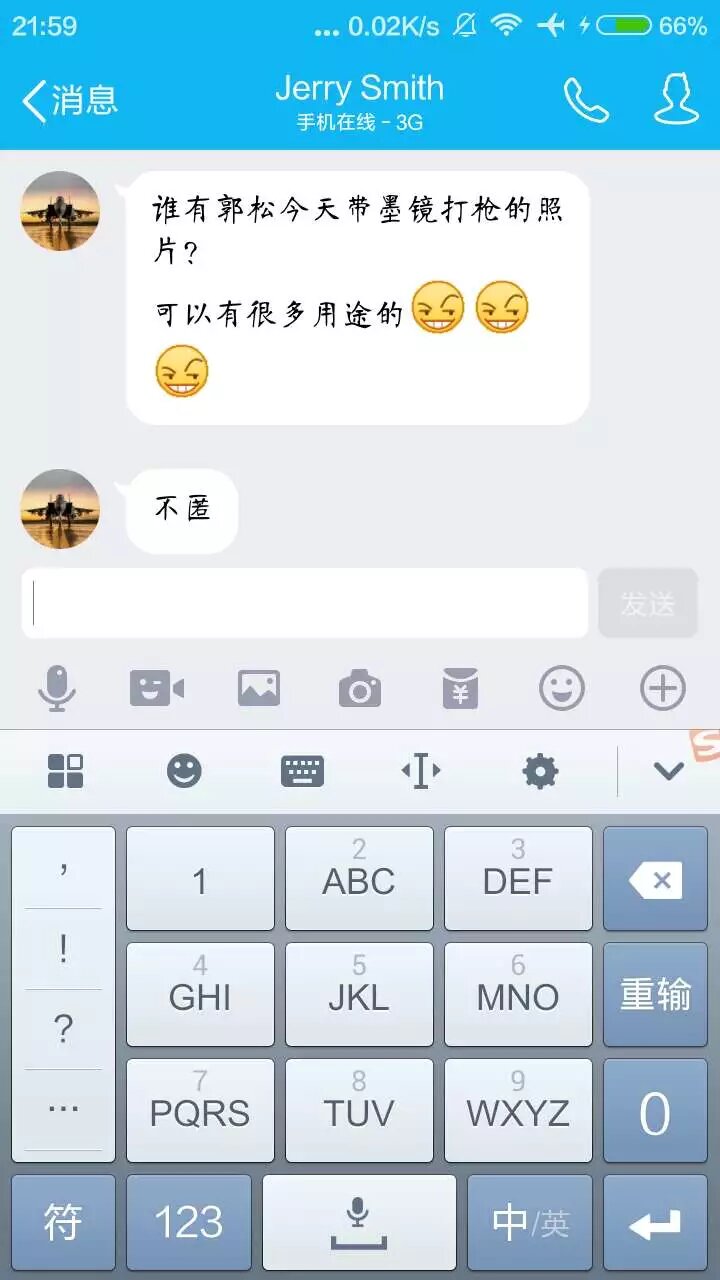 21:59 ... 0.02K/s 66%
消息 Jerry Smith
手机在线 - 3G
谁有郭松今天带墨镜打枪的照
片?
可以有很多用途的
不匿
发送
,
1
2
ABC
3
DEF
!
4
GHI
5
JKL
6
MNO
重输
?
7
PQRS
8
TUV
9
WXYZ
0
...
符
123
中/英